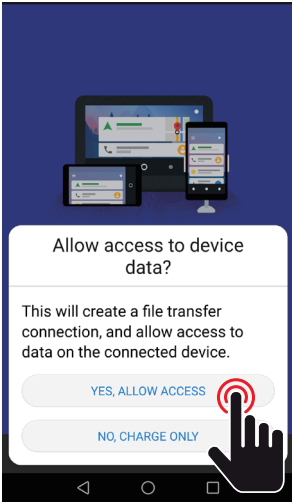 Allow access to device
data?
This will create a file transfer
connection, and allow access to
data on the connected device.
YES, ALLOW ACCESS
NO, CHARGE ONLY